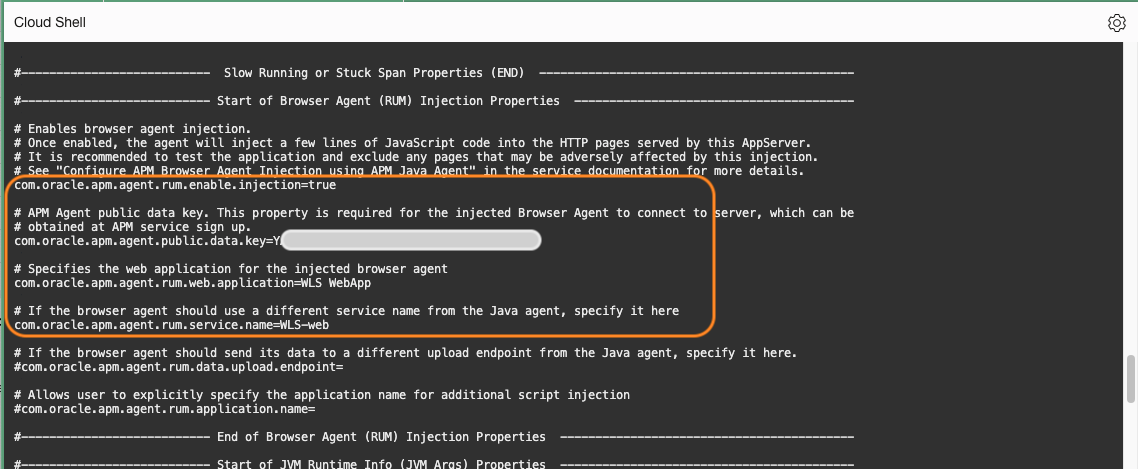 Cloud Shell
#--------------------------- Slow Running or Stuck Span Properties (END) ---------------------------------------------
#--------------------------- Start of Browser Agent (RUM) Injection Properties ----------------------------------------
# Enables browser agent injection.
# Once enabled, the agent will inject a few lines of JavaScript code into the HTTP pages served by this AppServer.
# It is recommended to test the application and exclude any pages that may be adversely affected by this injection.
# See "Configure APM Browser Agent Injection using APM Java Agent" in the service documentation for more details.
com.oracle.apm.agent.rum.enable.injection=true
# APM Agent public data key. This property is required for the injected Browser Agent to connect to server, which can be
# obtained at APM service sign up.
com.oracle.apm.agent.public.data.key=Y
# Specifies the web application for the injected browser agent
com.oracle.apm.agent.rum.web.application=WLS WebApp
# If the browser agent should use a different service name from the Java agent, specify it here
com.oracle.apm.agent.rum.service.name=WLS-web
# If the browser agent should send its data to a different upload endpoint from the Java agent, specify it here.
#com.oracle.apm.agent.rum.data.upload.endpoint=
# Allows user to explicitly specify the application name for additional script injection
#com.oracle.apm.agent.rum.application.name=
#--------------------------- End of Browser Agent (RUM) Injection Properties ------------------------------------------
#--------------------------- Start of JVM Runtime Info (JVM Args) Properties ------------------------------------------